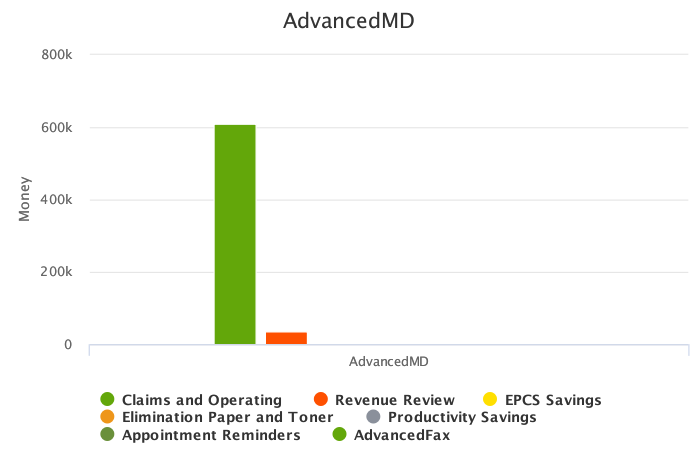 AdvancedMD
800k
600k
400k
200k
0
Money
AdvancedMD
Claims and Operating Revenue Review EPCS Savings
Elimination Paper and Toner Productivity Savings
Appointment Reminders AdvancedFax